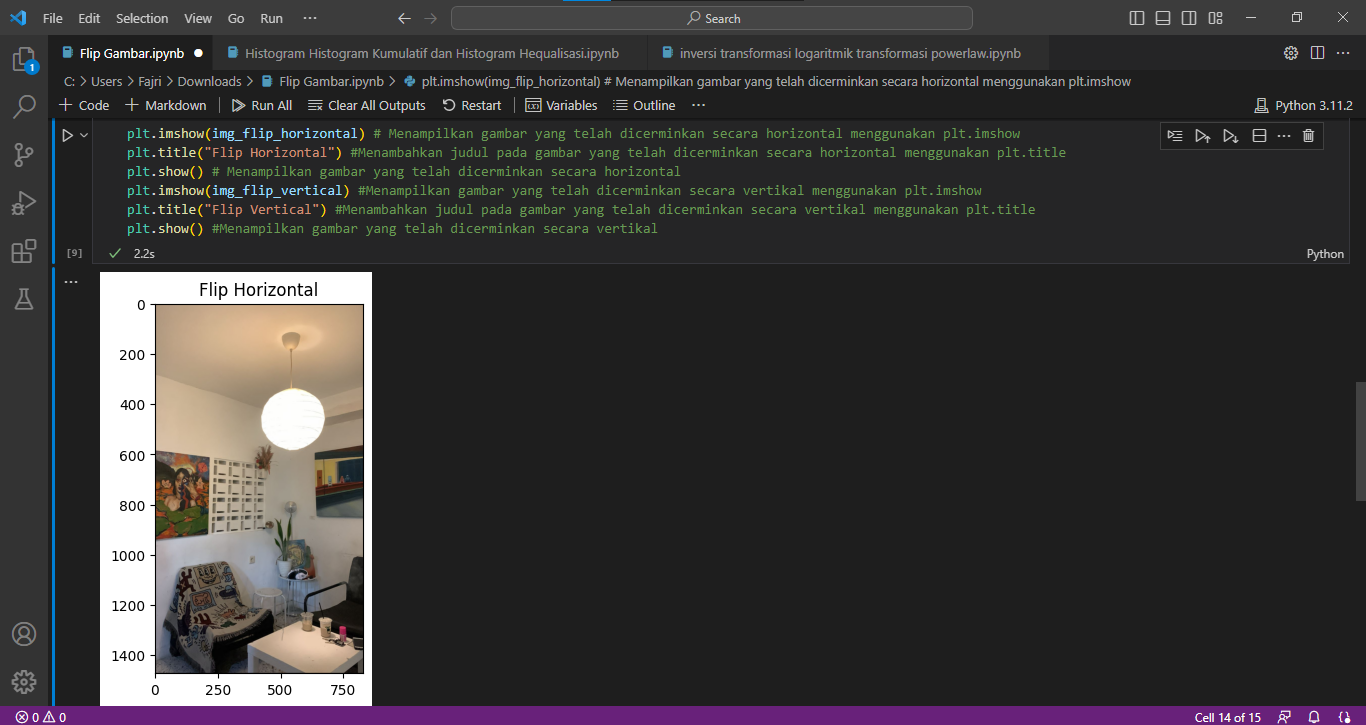 File Edit Selection View Go Run ··· Search
1
Flip Gambar.ipynb Histogram Histogram Kumulatif dan Histogram Hequalisasi.ipynb inversi transformasi logaritmik transformasi powerlaw.ipynb
C: > Users > Fajri > Downloads > Flip Gambar.ipynb > plt.imshow(img_flip_horizontal) # Menampilkan gambar yang telah dicerminkan secara horizontal menggunakan plt.imshow
+ Code + Markdown | Run All Clear All Outputs Restart | Variables Outline ··· Python 3.11.2
plt.imshow(img_flip_horizontal) # Menampilkan gambar yang telah dicerminkan secara horizontal menggunakan plt.imshow
plt.title("Flip Horizontal") #Menambahkan judul pada gambar yang telah dicerminkan secara horizontal menggunakan plt.title
plt.show() # Menampilkan gambar yang telah dicerminkan secara horizontal
plt.imshow(img_flip_vertical) #Menampilkan gambar yang telah dicerminkan secara vertikal menggunakan plt.imshow
plt.title("Flip Vertical") #Menambahkan judul pada gambar yang telah dicerminkan secara vertikal menggunakan plt.title
plt.show() #Menampilkan gambar yang telah dicerminkan secara vertikal
[9] ✓ 2.2s Python
···
Flip Horizontal
0
200
400
600
800
1000
1200
1400
0 250 500 750
0 0 Cell 14 of 15